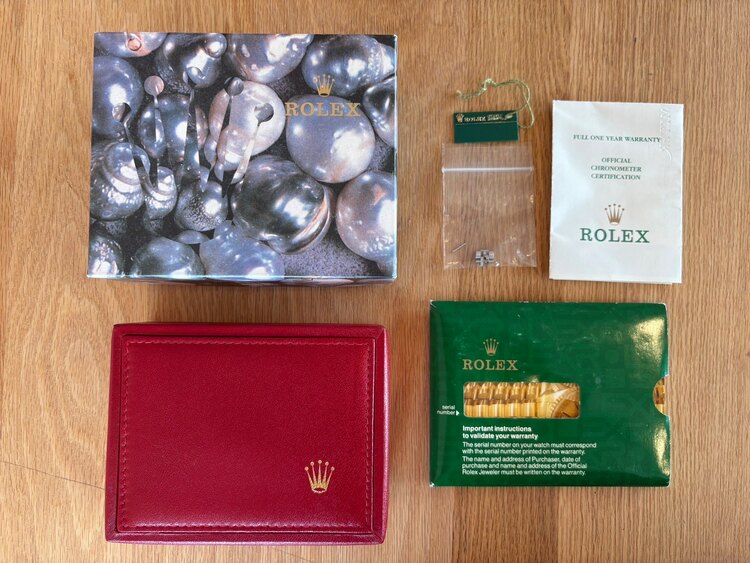 ROLEX
ROLEX
FULL ONE YEAR WARRANTY
OFFICIAL
CHRONOMETER
CERTIFICATION
ROLEX
ROLEX
serial
number
Important instructions
to validate your warranty
The serial number on your watch must correspond
with the serial number printed on the warranty.
The name and address of Purchaser, date of
purchase and name and address of the Official
Rolex Jeweler must be written on the warranty.